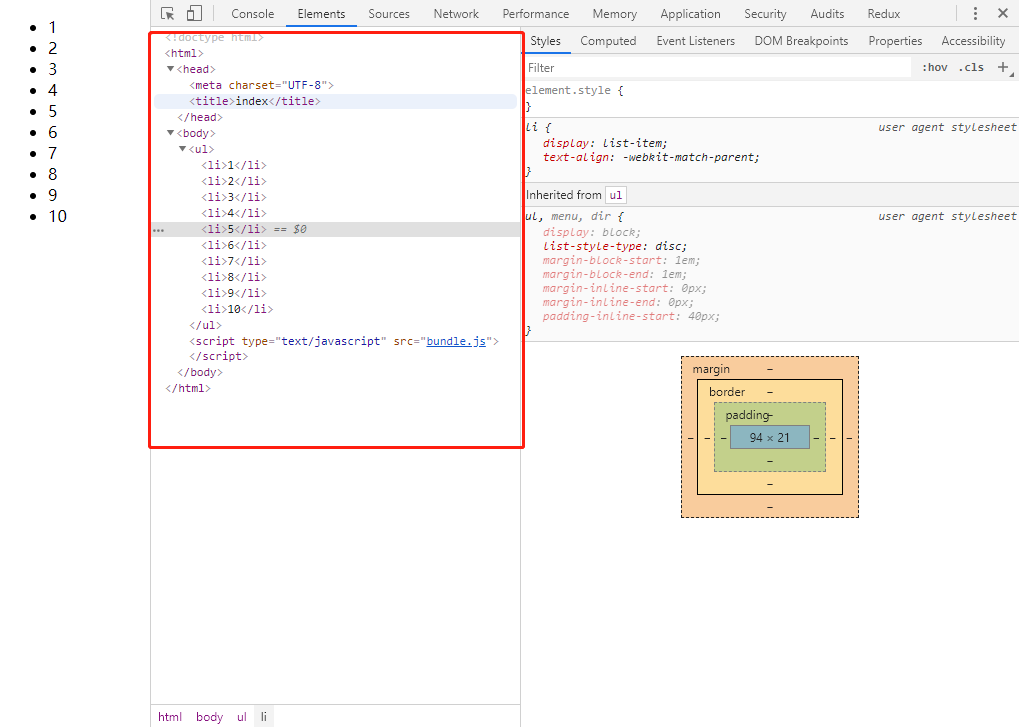 1
2
3
4
5
6
7
8
9
10
Console Elements Sources Network Performance Memory Application Security Audits Redux
<!doctype html>
<html>
<head>
<meta charset="UTF-8">
<title>index</title>
</head>
<body>
<ul>
<li>1</li>
<li>2</li>
<li>3</li>
<li>4</li>
… <li>5</li> == $0
<li>6</li>
<li>7</li>
<li>8</li>
<li>9</li>
<li>10</li>
</ul>
<script type="text/javascript" src="bundle.js">
</script>
</body>
</html>
html body ul li
Styles Computed Event Listeners DOM Breakpoints Properties Accessibility
Filter :hov .cls +
element.style {
}
li { user agent stylesheet
display: list-item;
text-align: -webkit-match-parent;
}
Inherited from ul
ul, menu, dir { user agent stylesheet
display: block;
list-style-type: disc;
margin-block-start: 1em;
margin-block-end: 1em;
margin-inline-start: 0px;
margin-inline-end: 0px;
padding-inline-start: 40px;
}
margin –
border –
padding –
– – – 94 × 21 – – –
–
–
–